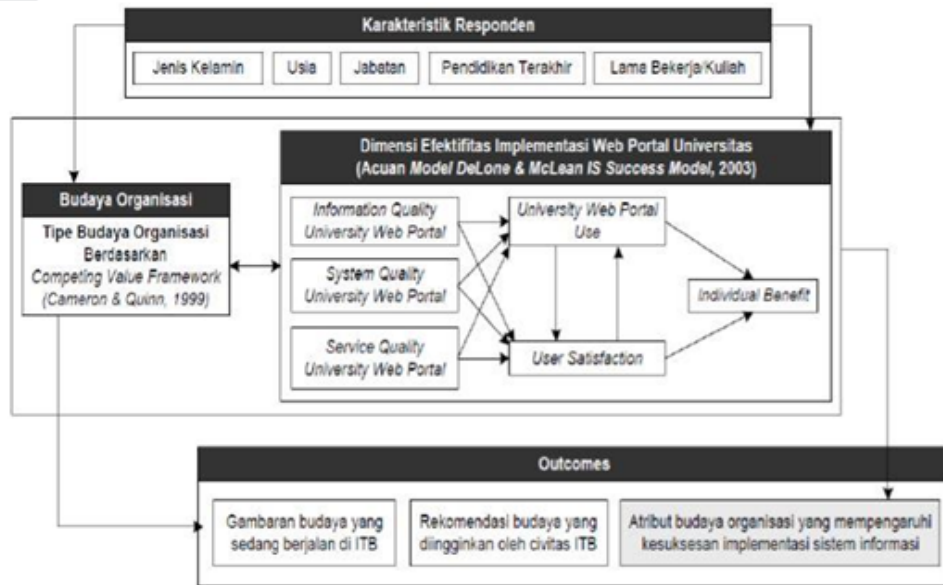 Karakteristik Responden
Jenis Kelamin
Usia
Jabatan
Pendidikan Terakhir
Lama Bekerja/Kuliah
Dimensi Efektifitas Implementasi Web Portal Universitas
(Acuan Model DeLone & McLean IS Success Model, 2003)
Budaya Organisasi
Tipe Budaya Organisasi
Berdasarkan
Competing Value Framework
(Cameron & Quinn, 1999)
Information Quality
University Web Portal
System Quality
University Web Portal
Service Quality
University Web Portal
University Web Portal
Use
User Satisfaction
Individual Benefit
Outcomes
Gambaran budaya yang
sedang berjalan di ITB
Rekomendasi budaya yang
diingginkan oleh civitas ITB
Atribut budaya organisasi yang mempengaruhi
kesuksesan implementasi sistem informasi